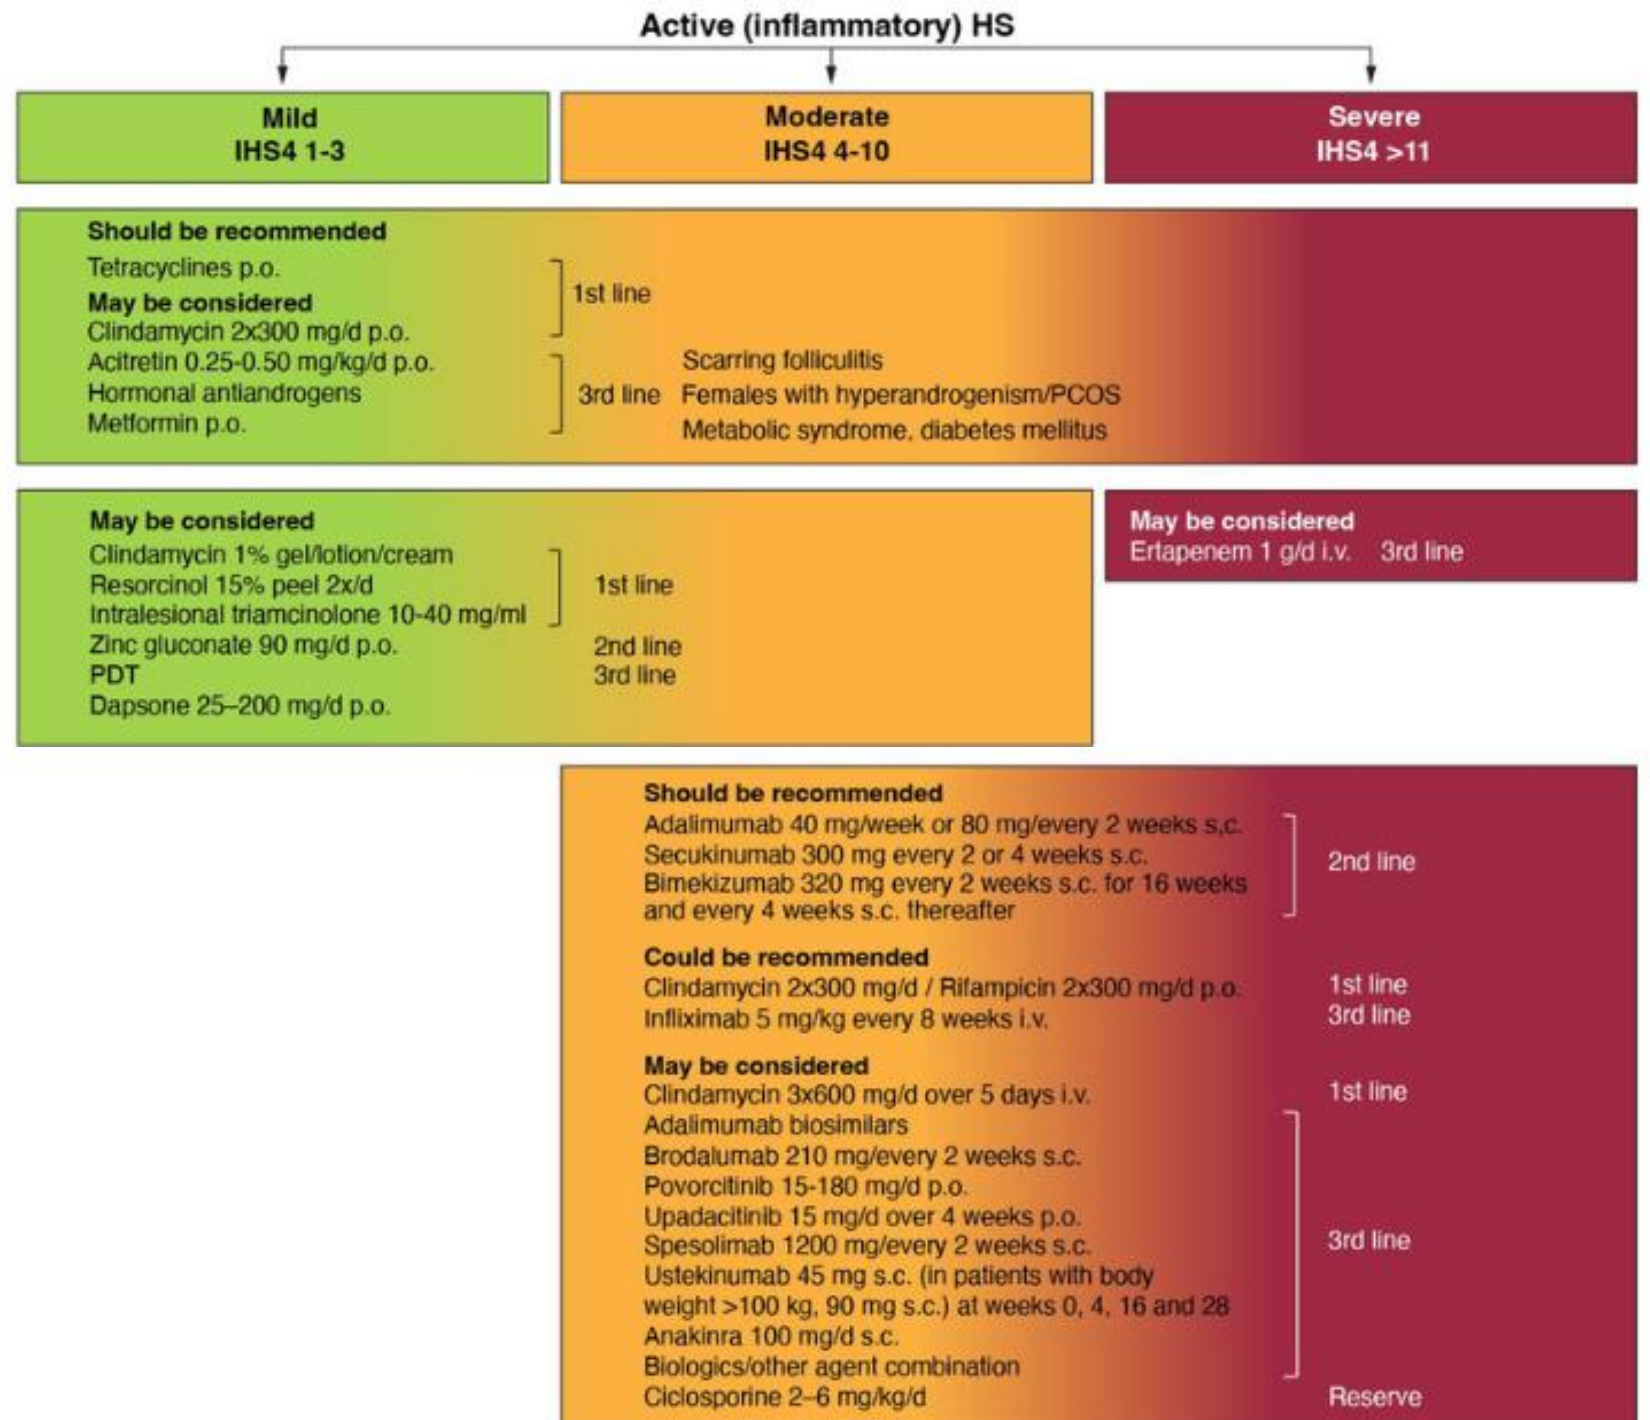 Active (inflammatory) HS
Mild
IHS4 1-3
Moderate
IHS4 4-10
Severe
IHS4 >11
Should be recommended
Tetracyclines p.o.
May be considered
1st line
Clindamycin 2x300 mg/d p.o.
Acitretin 0.25-0.50 mg/kg/d p.o. Scarring folliculitis
Hormonal antiandrogens 3rd line Females with hyperandrogenism/PCOS
Metformin p.o. Metabolic syndrome, diabetes mellitus
May be considered
Clindamycin 1% gel/lotion/cream
Resorcinol 15% peel 2x/d 1st line
Intralesional triamcinolone 10-40 mg/ml
Zinc gluconate 90 mg/d p.o. 2nd line
PDT 3rd line
Dapsone 25–200 mg/d p.o.
May be considered
Ertapenem 1 g/d i.v. 3rd line
Should be recommended
Adalimumab 40 mg/week or 80 mg/every 2 weeks s.c.
Secukinumab 300 mg every 2 or 4 weeks s.c. 2nd line
Bimekizumab 320 mg every 2 weeks s.c. for 16 weeks
and every 4 weeks s.c. thereafter
Could be recommended
Clindamycin 2x300 mg/d / Rifampicin 2x300 mg/d p.o. 1st line
Infliximab 5 mg/kg every 8 weeks i.v. 3rd line
May be considered
Clindamycin 3x600 mg/d over 5 days i.v. 1st line
Adalimumab biosimilars
Brodalumab 210 mg/every 2 weeks s.c.
Povorcitinib 15-180 mg/d p.o.
Upadacitinib 15 mg/d over 4 weeks p.o.
Spesolimab 1200 mg/every 2 weeks s.c. 3rd line
Ustekinumab 45 mg s.c. (in patients with body
weight >100 kg, 90 mg s.c.) at weeks 0, 4, 16 and 28
Anakinra 100 mg/d s.c.
Biologics/other agent combination
Ciclosporine 2–6 mg/kg/d Reserve